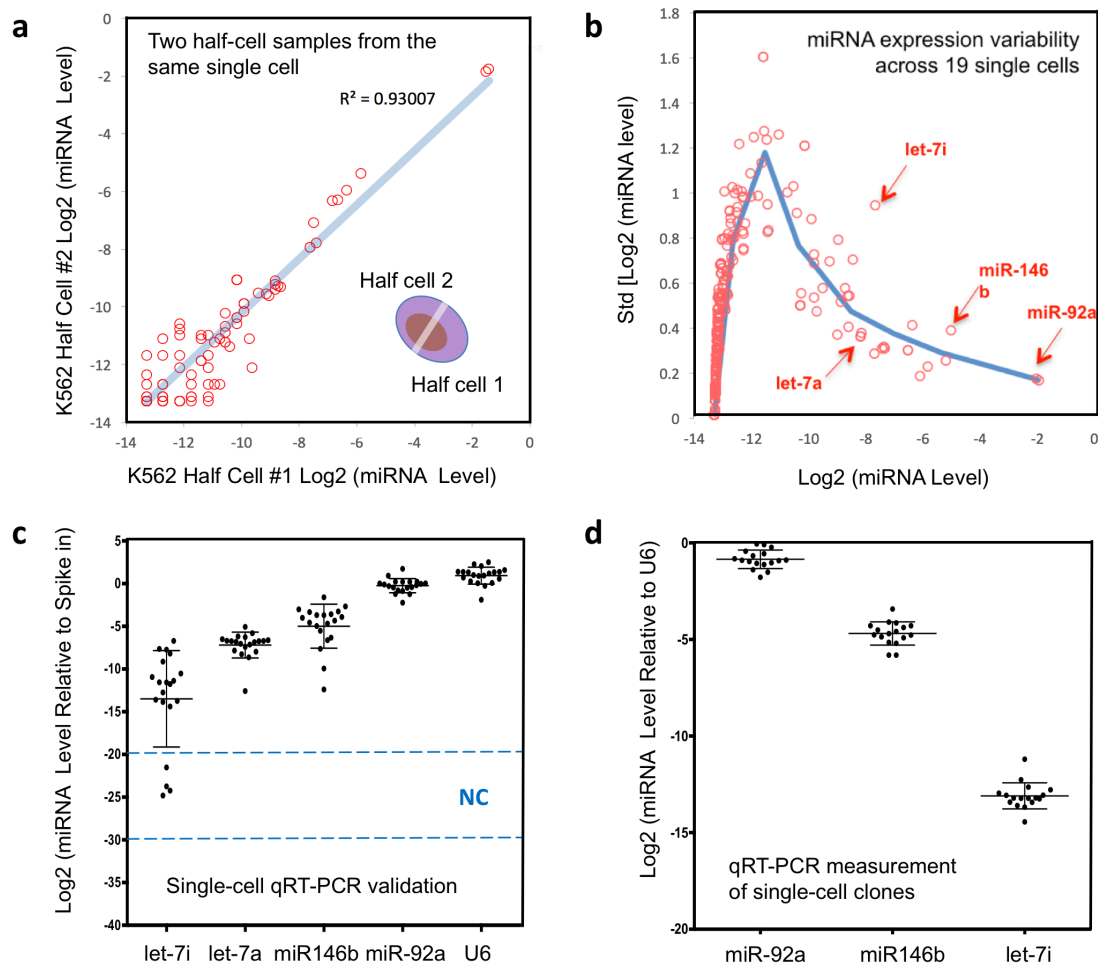 a
K562 Half Cell #2 Log2 (miRNA Level)
0
-2
-4
-6
-8
-10
-12
-14
Two half-cell samples from the
same single cell
R² = 0.93007
Half cell 2
Half cell 1
-14 -12 -10 -8 -6 -4 -2 0
K562 Half Cell #1 Log2 (miRNA Level)
b
Std [Log2 (miRNA level)
1.8
1.6
1.4
1.2
1
0.8
0.6
0.4
0.2
0
miRNA expression variability
across 19 single cells
let-7i
miR-146
b
miR-92a
let-7a
-14 -12 -10 -8 -6 -4 -2 0
Log2 (miRNA Level)
c
Log2 (miRNA Level Relative to Spike in)
5
0
-5
-10
-15
-20
-25
-30
-35
-40
NC
Single-cell qRT-PCR validation
let-7i let-7a miR146b miR-92a U6
d
Log2 (miRNA Level Relative to U6)
0
-5
-10
-15
-20
qRT-PCR measurement
of single-cell clones
miR-92a miR146b let-7i